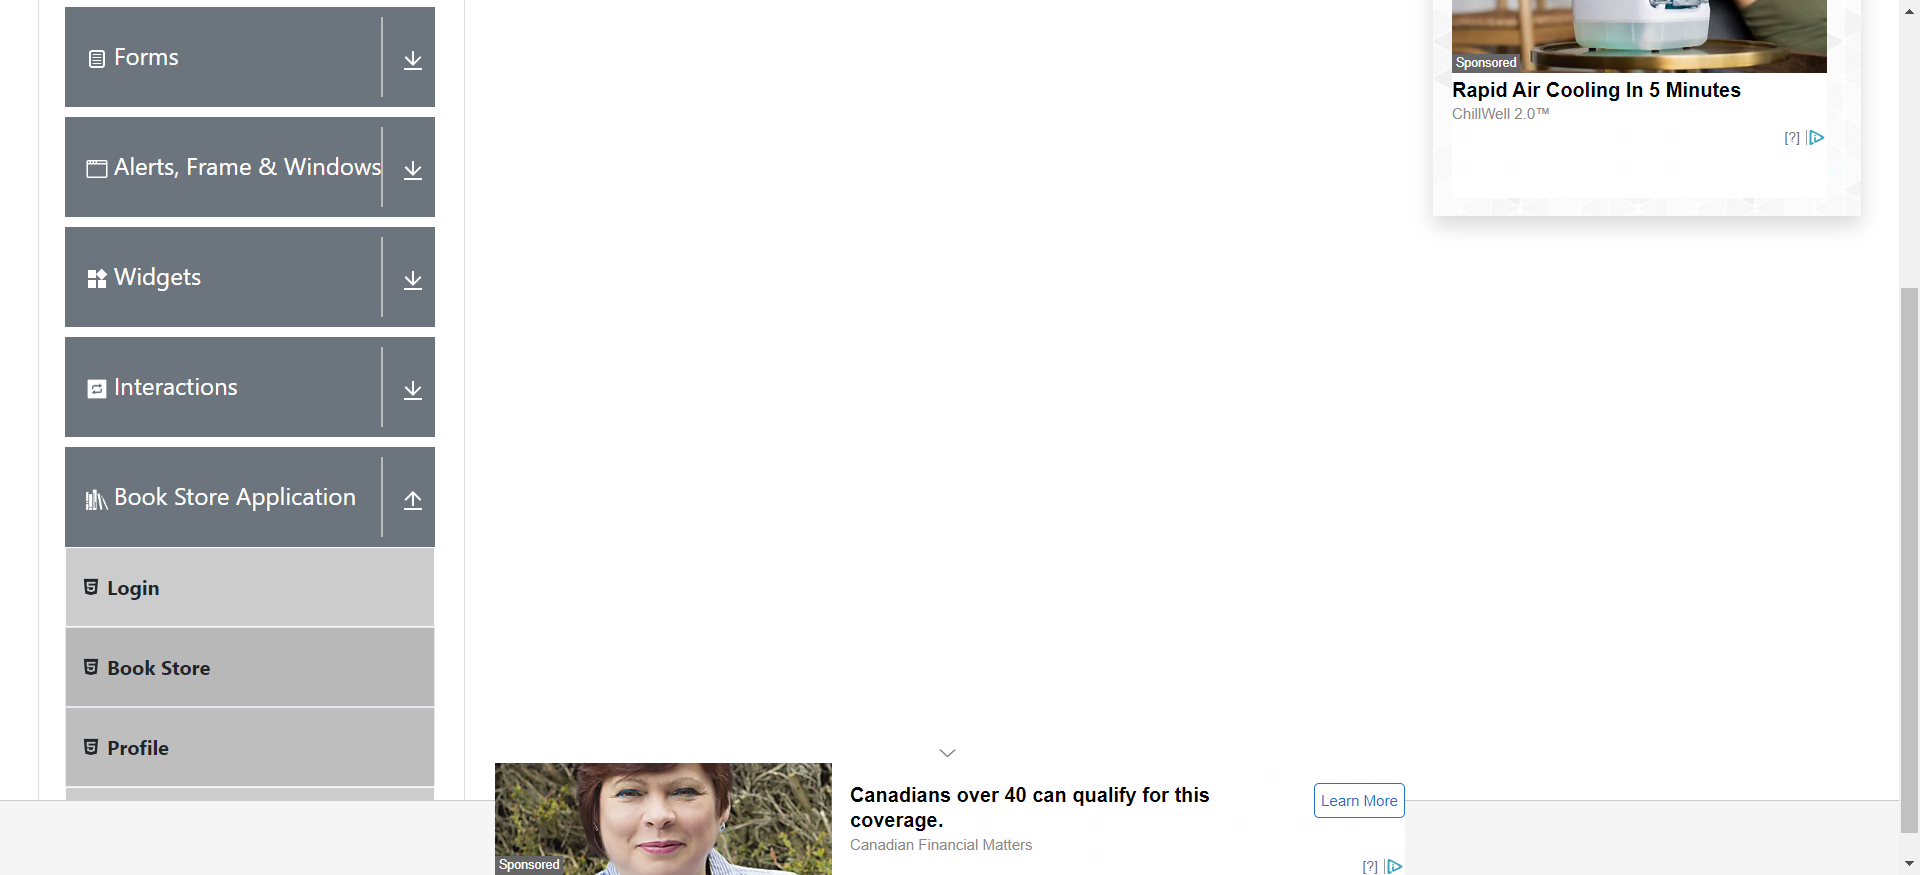 Forms
Alerts, Frame & Windows
Widgets
Interactions
Book Store Application
Login
Book Store
Profile
Sponsored
Rapid Air Cooling In 5 Minutes
ChillWell 2.0™
[?]
Sponsored
Canadians over 40 can qualify for this
coverage.
Canadian Financial Matters
Learn More
[?]